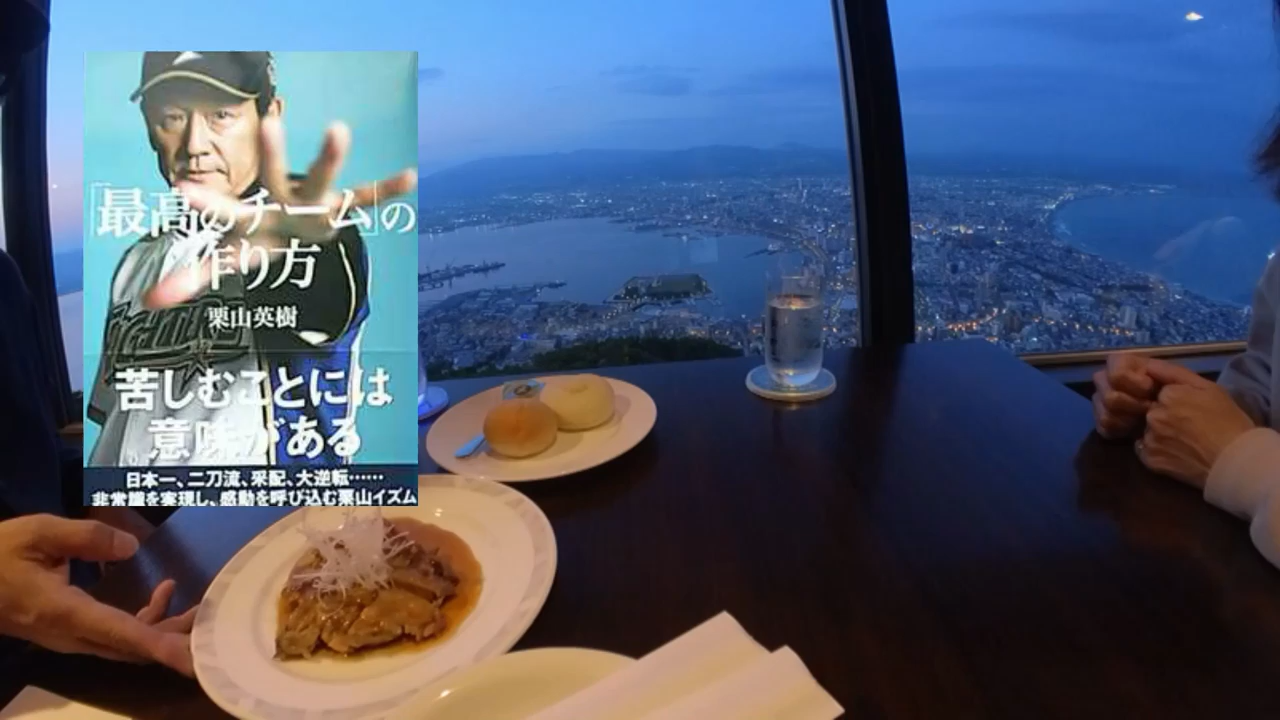 「最高のチーム」の
作り方
栗山英樹
苦しむことには
意味がある
日本一、二刀流、采配、大逆転……
非常識を実現し、感動を呼び込む栗山イズム